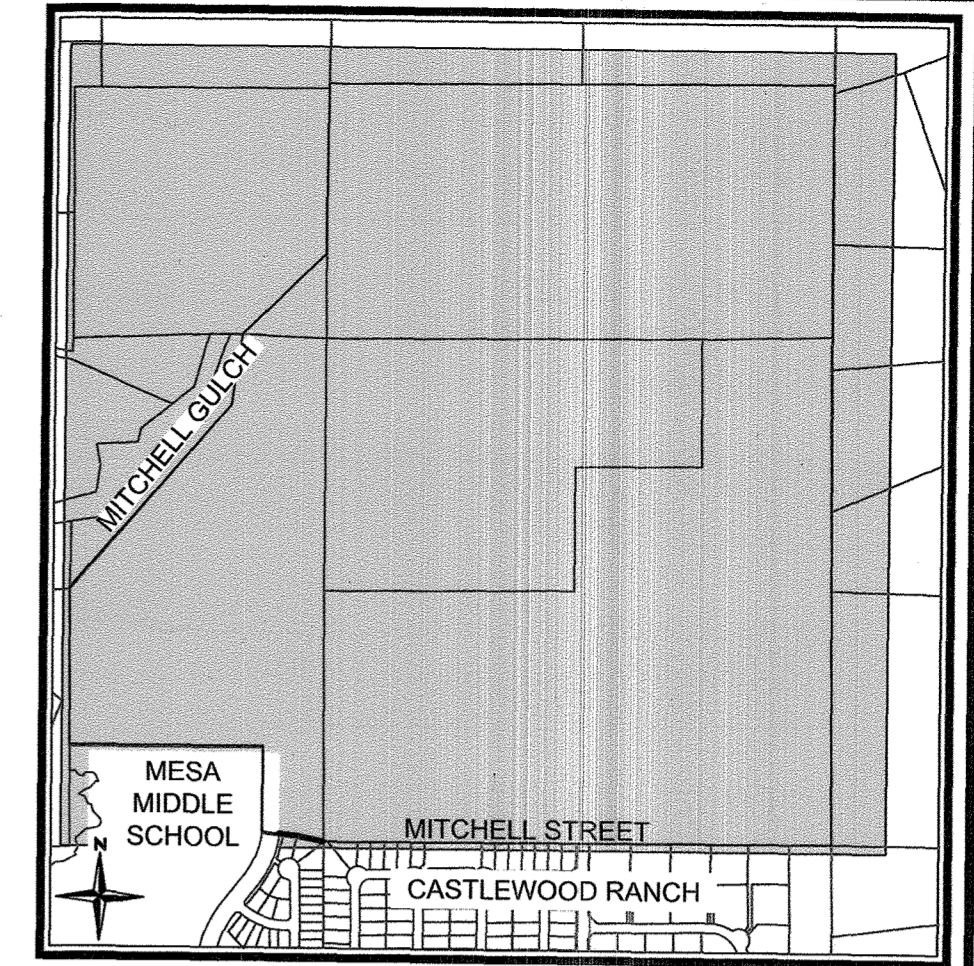 MITCHELL GULCH
MESA
MIDDLE
SCHOOL
N
MITCHELL STREET
CASTLEWOOD RANCH